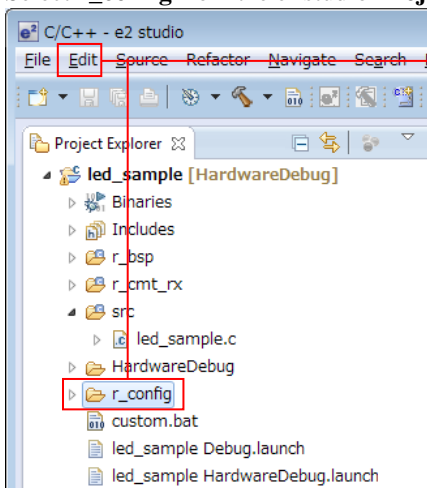 C/C++ - e2 studio
File Edit Source Refactor Navigate Search
Project Explorer
led_sample [HardwareDebug]
Binaries
Includes
r_bsp
r_cmt_rx
src
led_sample.c
HardwareDebug
r_config
custom.bat
led_sample Debug.launch
led_sample HardwareDebug.launch